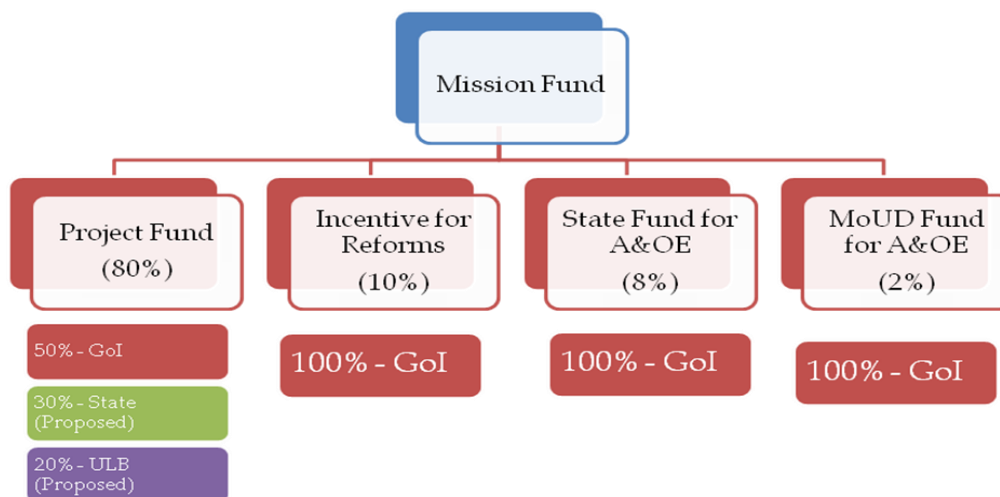 Mission Fund
Project Fund
(80%)
Incentive for
Reforms
(10%)
State Fund for
A&OE
(8%)
MoUD Fund
for A&OE
(2%)
50% - GoI
30% - State
(Proposed)
20% - ULB
(Proposed)
100% - GoI
100% - GoI
100% - GoI